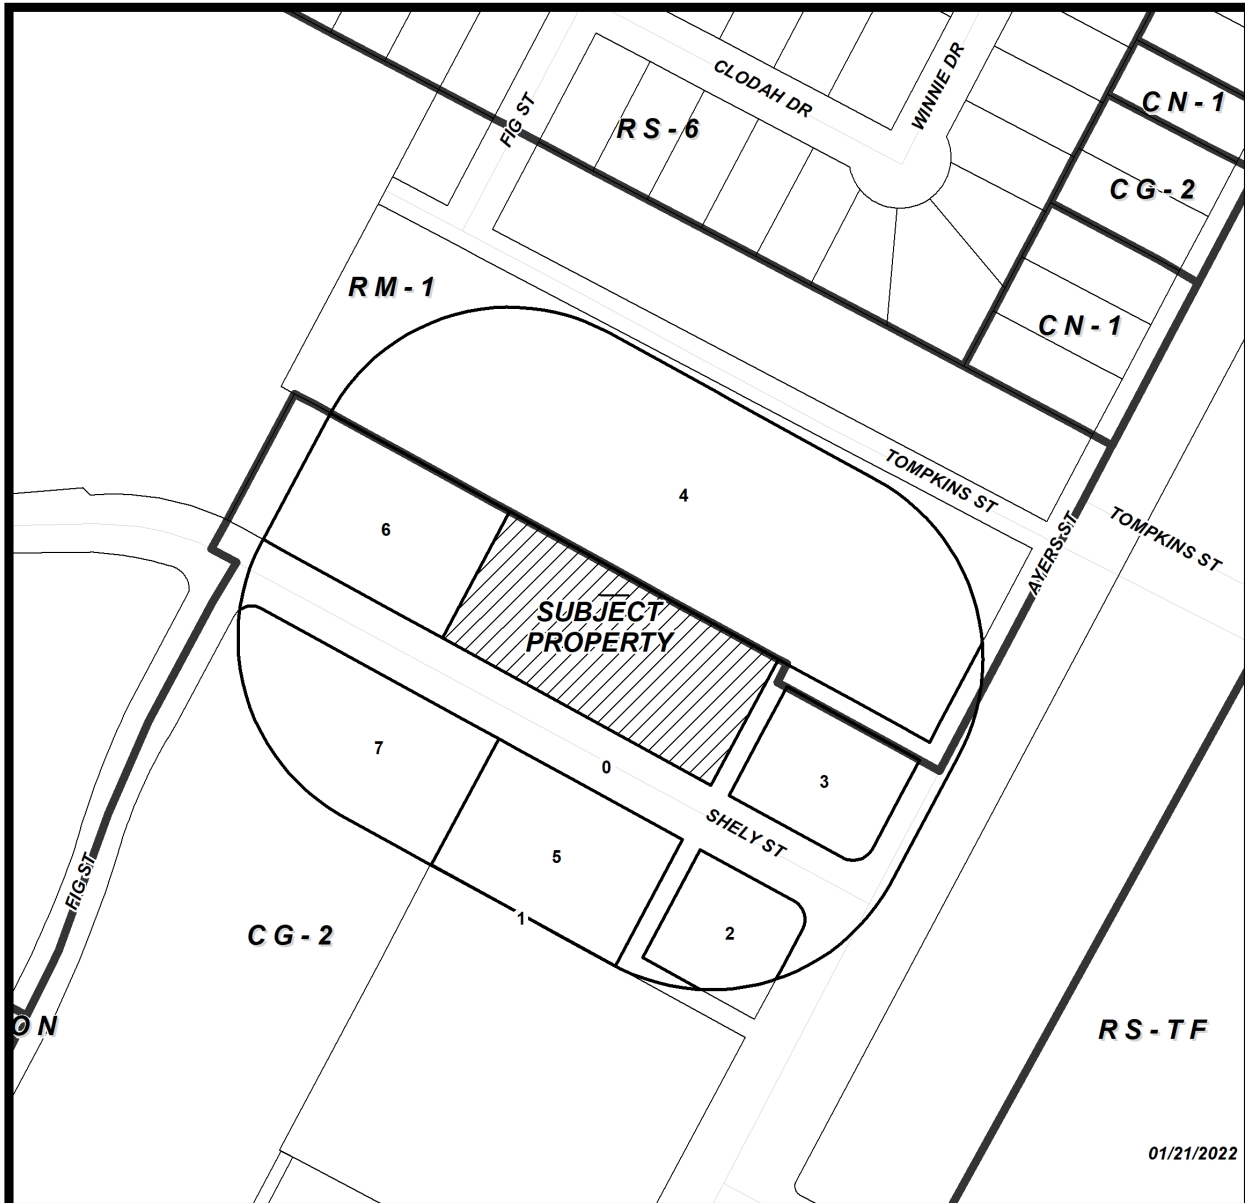 CLODAH DR
WINNIE DR
CN-1
FIG ST
RS-6
CG-2
RM-1
CN-1
TOMPKINS ST
4
6
AYERS ST
TOMPKINS ST
SUBJECT
PROPERTY
7
0
3
SHELY ST
5
FIG ST
1
2
CG-2
ON
RS-TF
01/21/2022